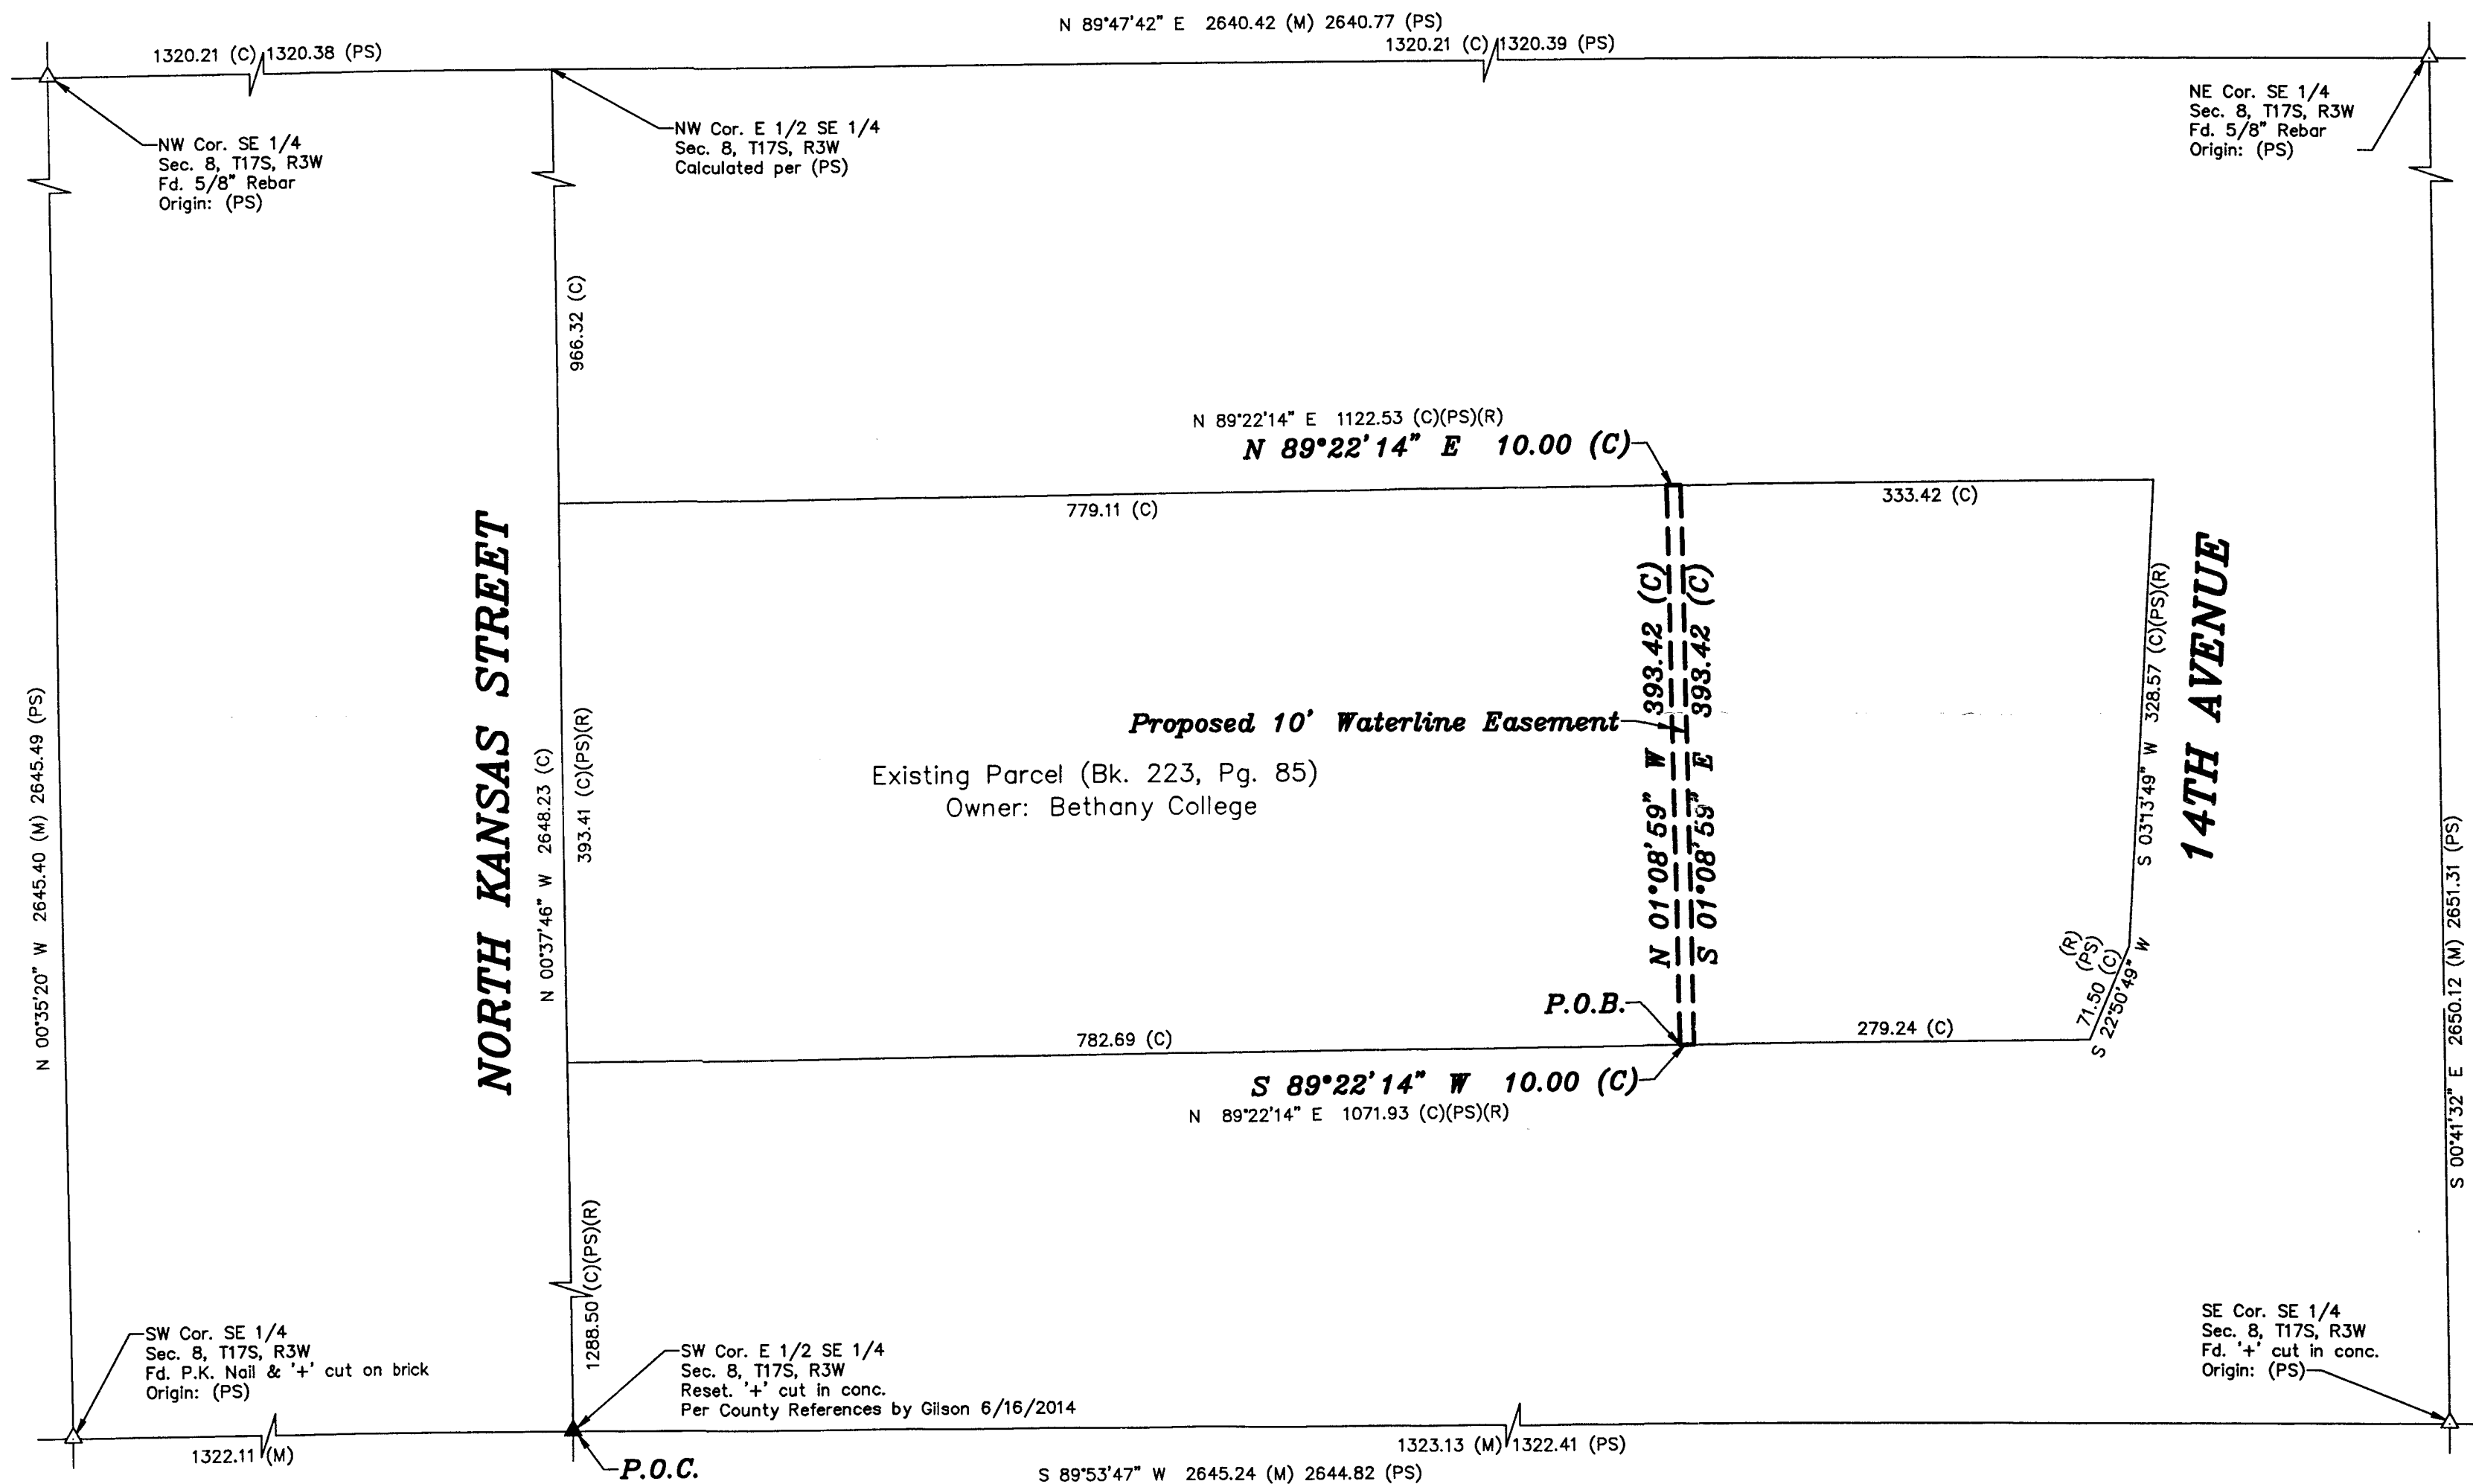 N 89°47'42" E 2640.42 (M) 2640.77 (PS)
1320.21 (C) 1320.38 (PS)
1320.21 (C) 1320.39 (PS)
NW Cor. SE 1/4
Sec. 8, T17S, R3W
Fd. 5/8" Rebar
Origin: (PS)
NW Cor. E 1/2 SE 1/4
Sec. 8, T17S, R3W
Calculated per (PS)
NE Cor. SE 1/4
Sec. 8, T17S, R3W
Fd. 5/8" Rebar
Origin: (PS)
966.32 (C)
N 89°22'14" E 1122.53 (C)(PS)(R)
N 89°22'14" E 10.00 (C)
779.11 (C)
333.42 (C)
N 00°35'20" W 2645.40 (M) 2645.49 (PS)
NORTH KANSAS STREET
N 00°37'46" W 2648.23 (C)
393.41 (C)(PS)(R)
Proposed 10' Waterline Easement
Existing Parcel (Bk. 223, Pg. 85)
Owner: Bethany College
N 01°08'59" W 393.42 (C)
S 01°08'59" E 393.42 (C)
S 03°13'49" W 328.57 (C)(PS)(R)
14TH AVENUE
S 00°41'32" E 2650.12 (M) 2651.31 (PS)
(R)
(PS)
71.50 (C)
S 22°50'49" W
P.O.B.
782.69 (C)
279.24 (C)
S 89°22'14" W 10.00 (C)
N 89°22'14" E 1071.93 (C)(PS)(R)
1288.50 (C)(PS)(R)
SW Cor. SE 1/4
Sec. 8, T17S, R3W
Fd. P.K. Nail & '+' cut on brick
Origin: (PS)
SW Cor. E 1/2 SE 1/4
Sec. 8, T17S, R3W
Reset. '+' cut in conc.
Per County References by Gilson 6/16/2014
SE Cor. SE 1/4
Sec. 8, T17S, R3W
Fd. '+' cut in conc.
Origin: (PS)
1322.11 (M)
1323.13 (M) 1322.41 (PS)
P.O.C.
S 89°53'47" W 2645.24 (M) 2644.82 (PS)